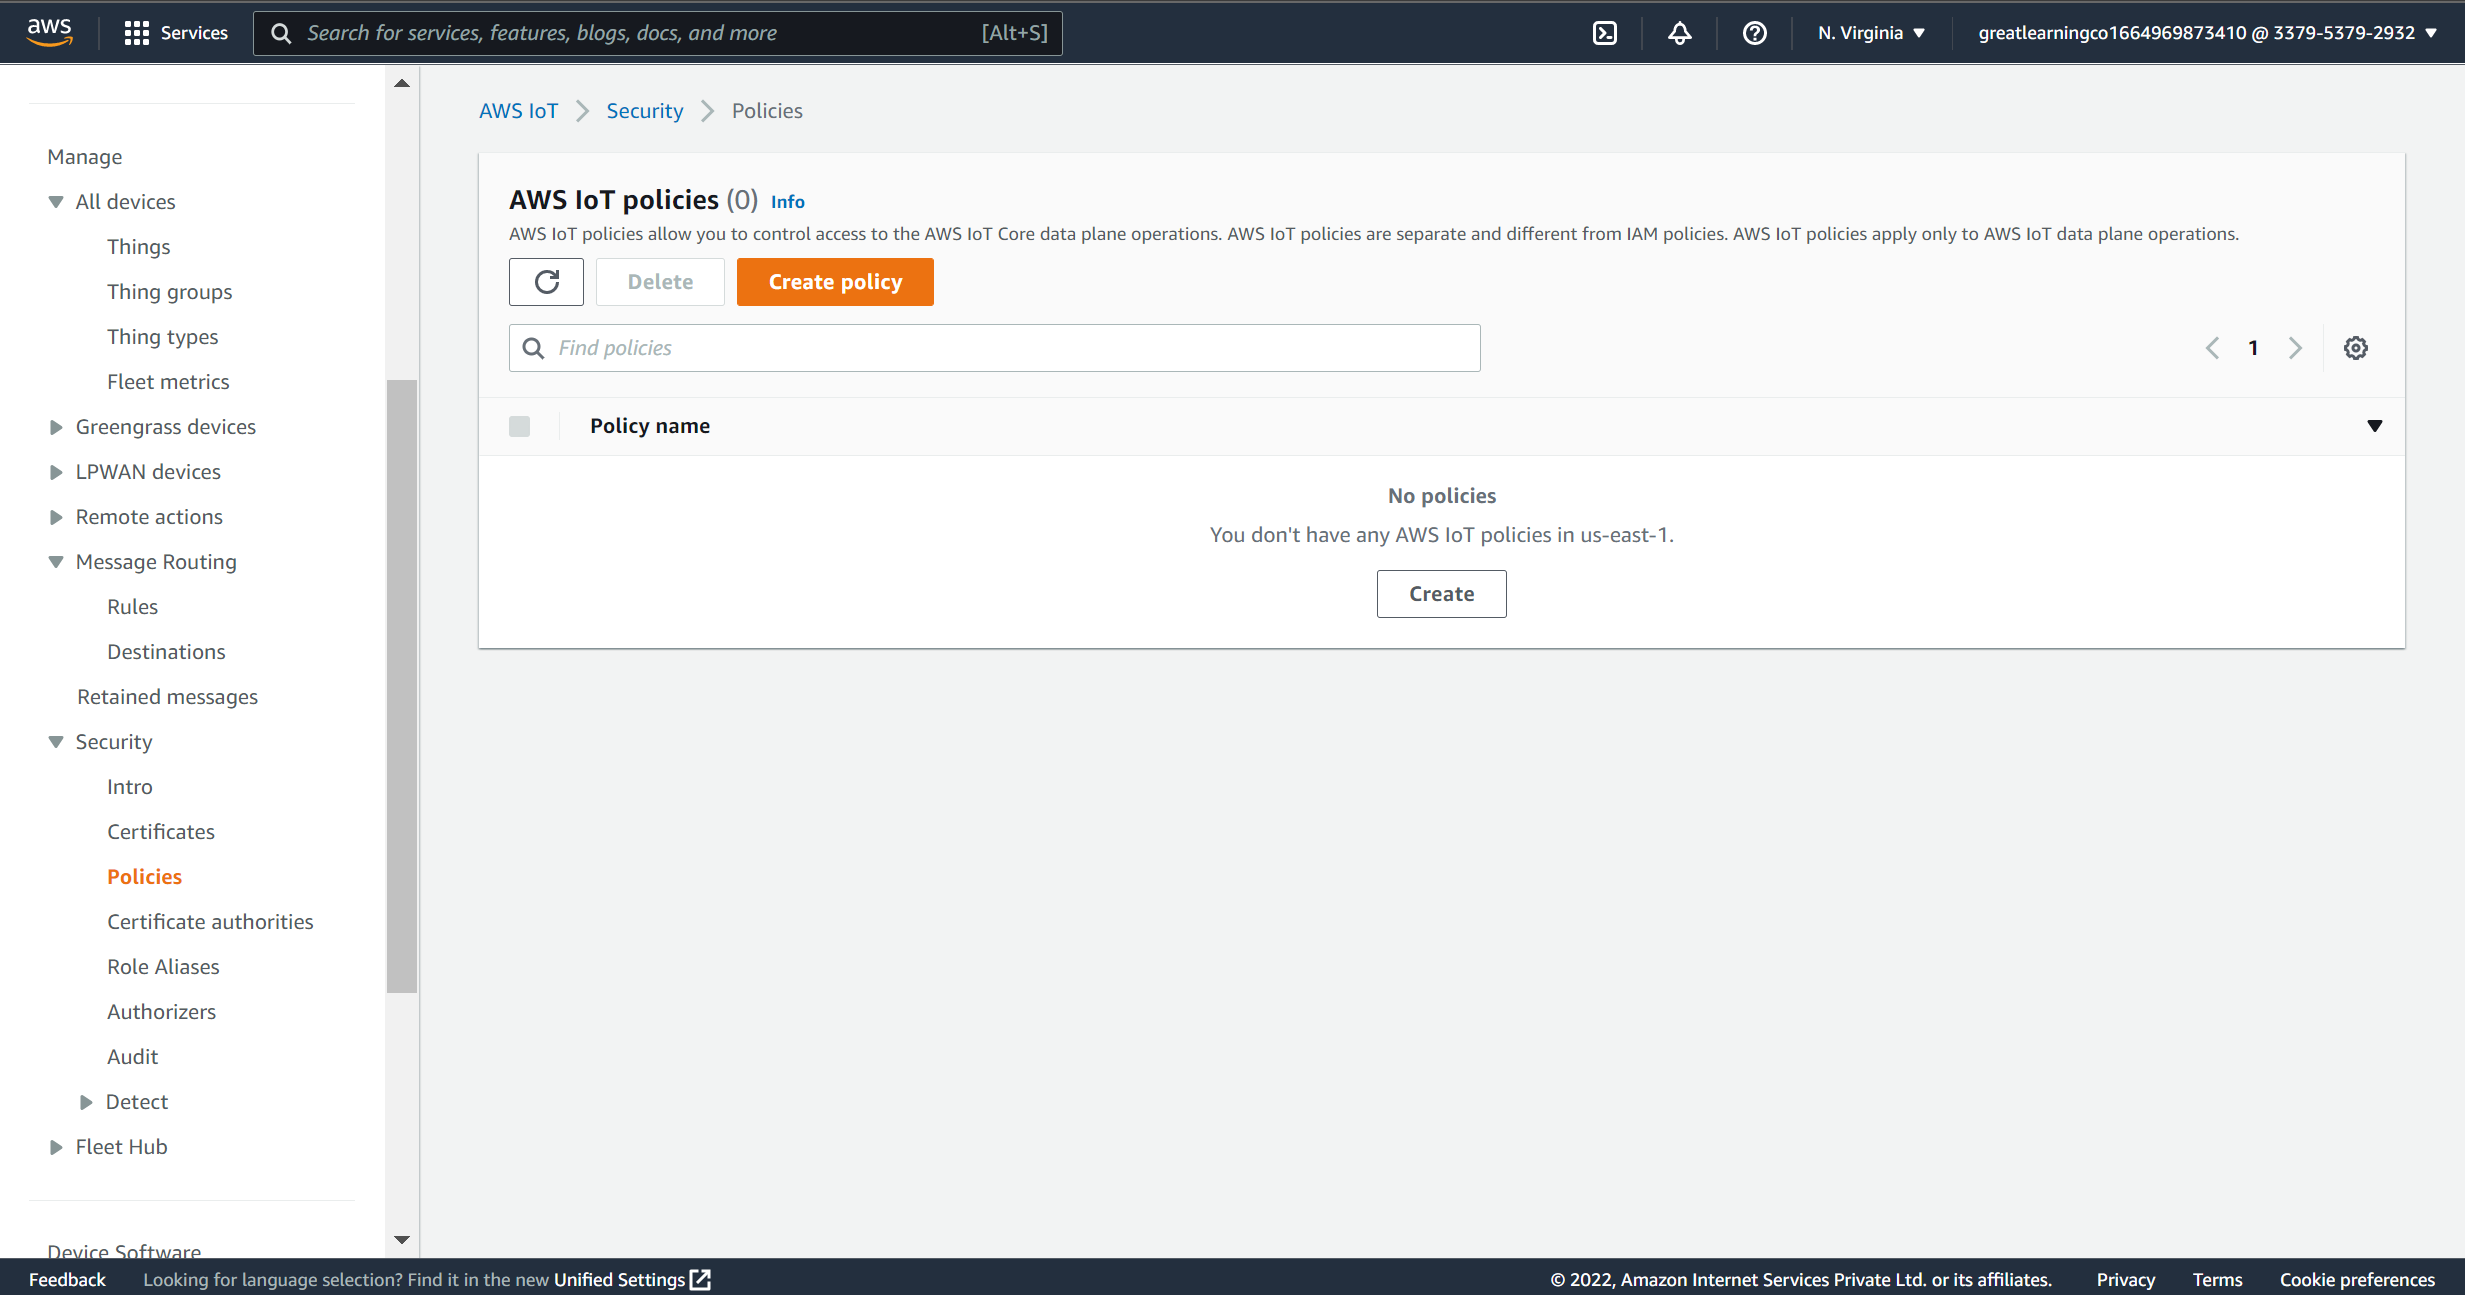 aws
Services
Search for services, features, blogs, docs, and more [Alt+S]
N. Virginia
greatlearningco1664969873410 @ 3379-5379-2932
Manage
All devices
Things
Thing groups
Thing types
Fleet metrics
Greengrass devices
LPWAN devices
Remote actions
Message Routing
Rules
Destinations
Retained messages
Security
Intro
Certificates
Policies
Certificate authorities
Role Aliases
Authorizers
Audit
Detect
Fleet Hub
Device Software
AWS IoT
Security
Policies
AWS IoT policies (0) Info
AWS IoT policies allow you to control access to the AWS IoT Core data plane operations. AWS IoT policies are separate and different from IAM policies. AWS IoT policies apply only to AWS IoT data plane operations.
Delete
Create policy
Find policies
1
Policy name
No policies
You don't have any AWS IoT policies in us-east-1.
Create
Feedback
Looking for language selection? Find it in the new Unified Settings
© 2022, Amazon Internet Services Private Ltd. or its affiliates.
Privacy
Terms
Cookie preferences